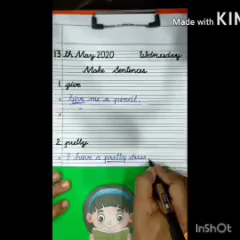 Made with KIN
13 th May 2020 Wednesday
Make Sentences
1. give
Give me a pencil.
2. pretty
I have a pretty dress
InShOt